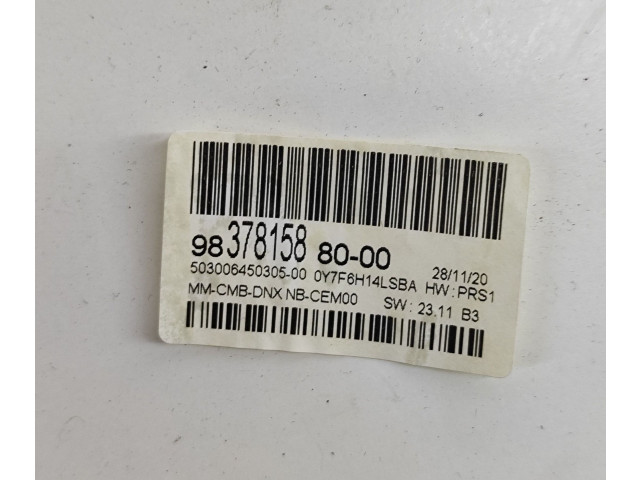 98 378158 80-00 28/11/20
503006450305-00 0Y7F6H14LSBA HW:PRS1
MM-CMB-DNX NB-CEM00 SW: 23.11 B3